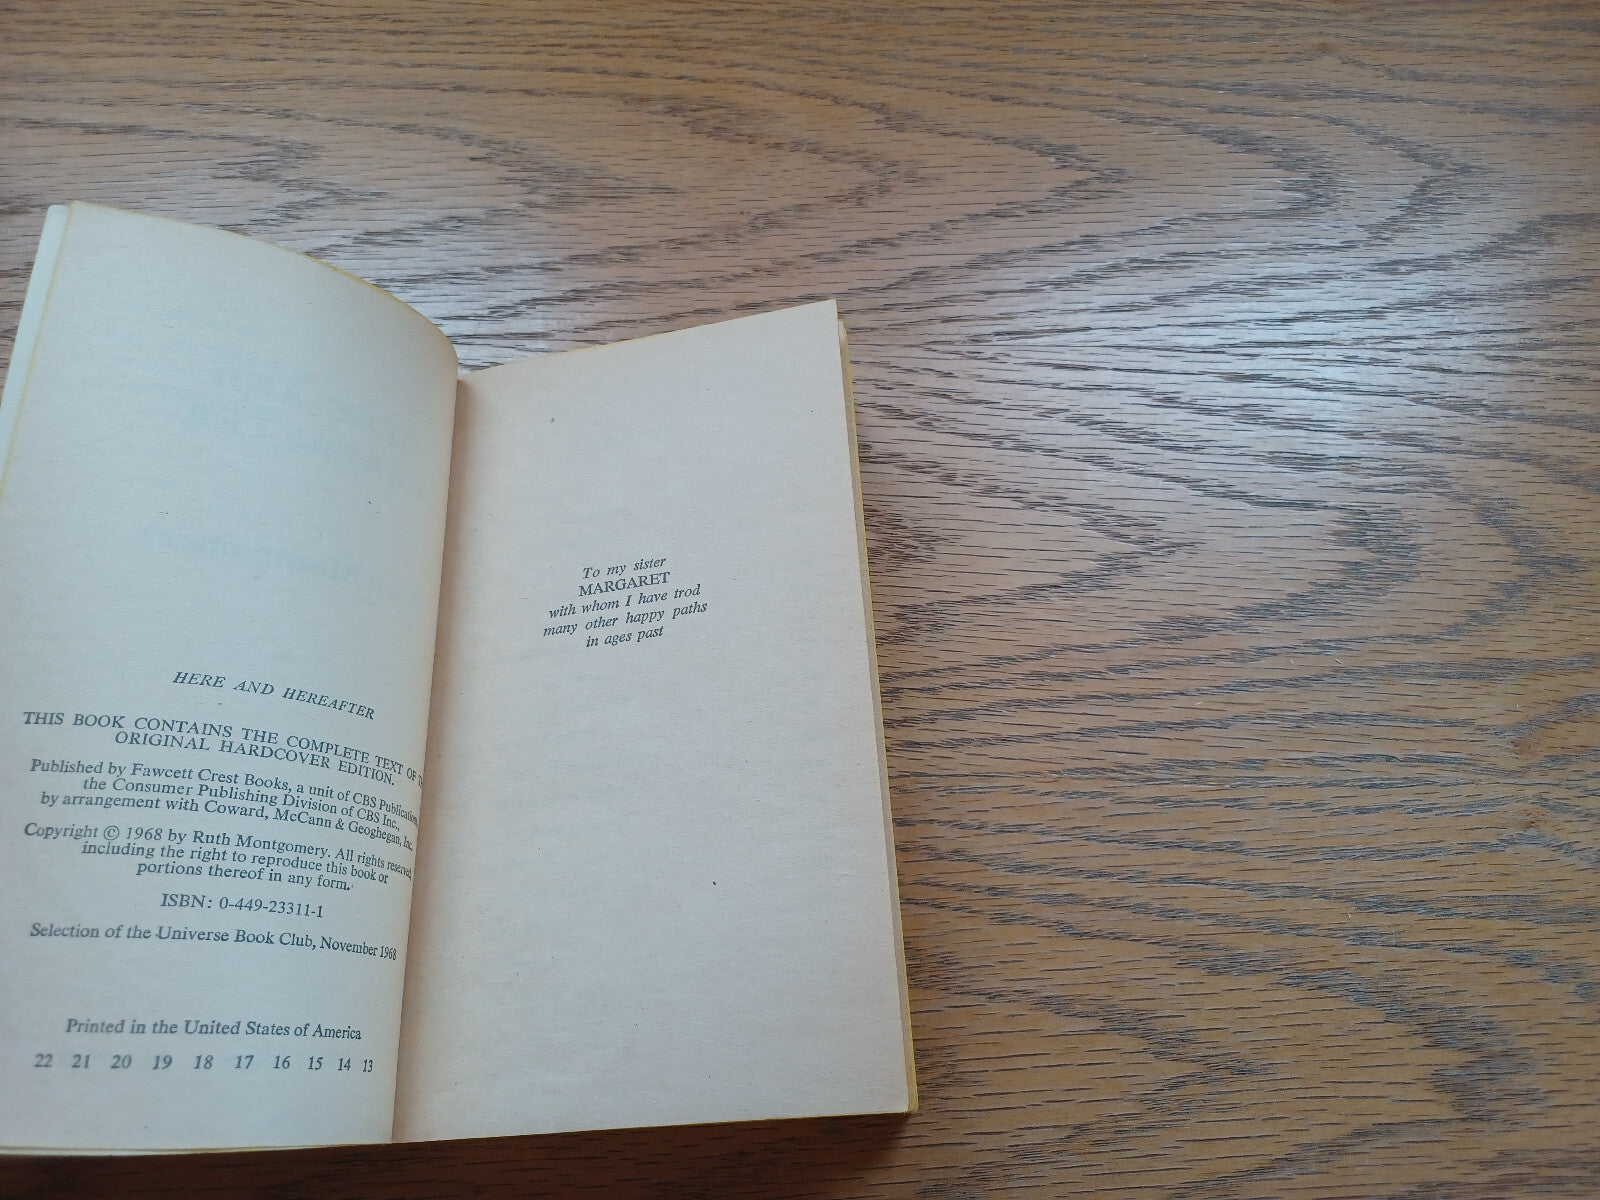 HERE AND HEREAFTER
THIS BOOK CONTAINS THE COMPLETE TEXT OF
ORIGINAL HARDCOVER EDITION.
Published by Fawcett Crest Books, a unit of CBS Publications,
the Consumer Publishing Division of CBS Inc.,
by arrangement with Coward, McCann & Geoghegan, Inc.
Copyright © 1968 by Ruth Montgomery. All rights reserved,
including the right to reproduce this book or
portions thereof in any form.
ISBN: 0-449-23311-1
Selection of the Universe Book Club, November 1968
Printed in the United States of America
22 21 20 19 18 17 16 15 14 13
To my sister
MARGARET
with whom I have trod
many other happy paths
in ages past